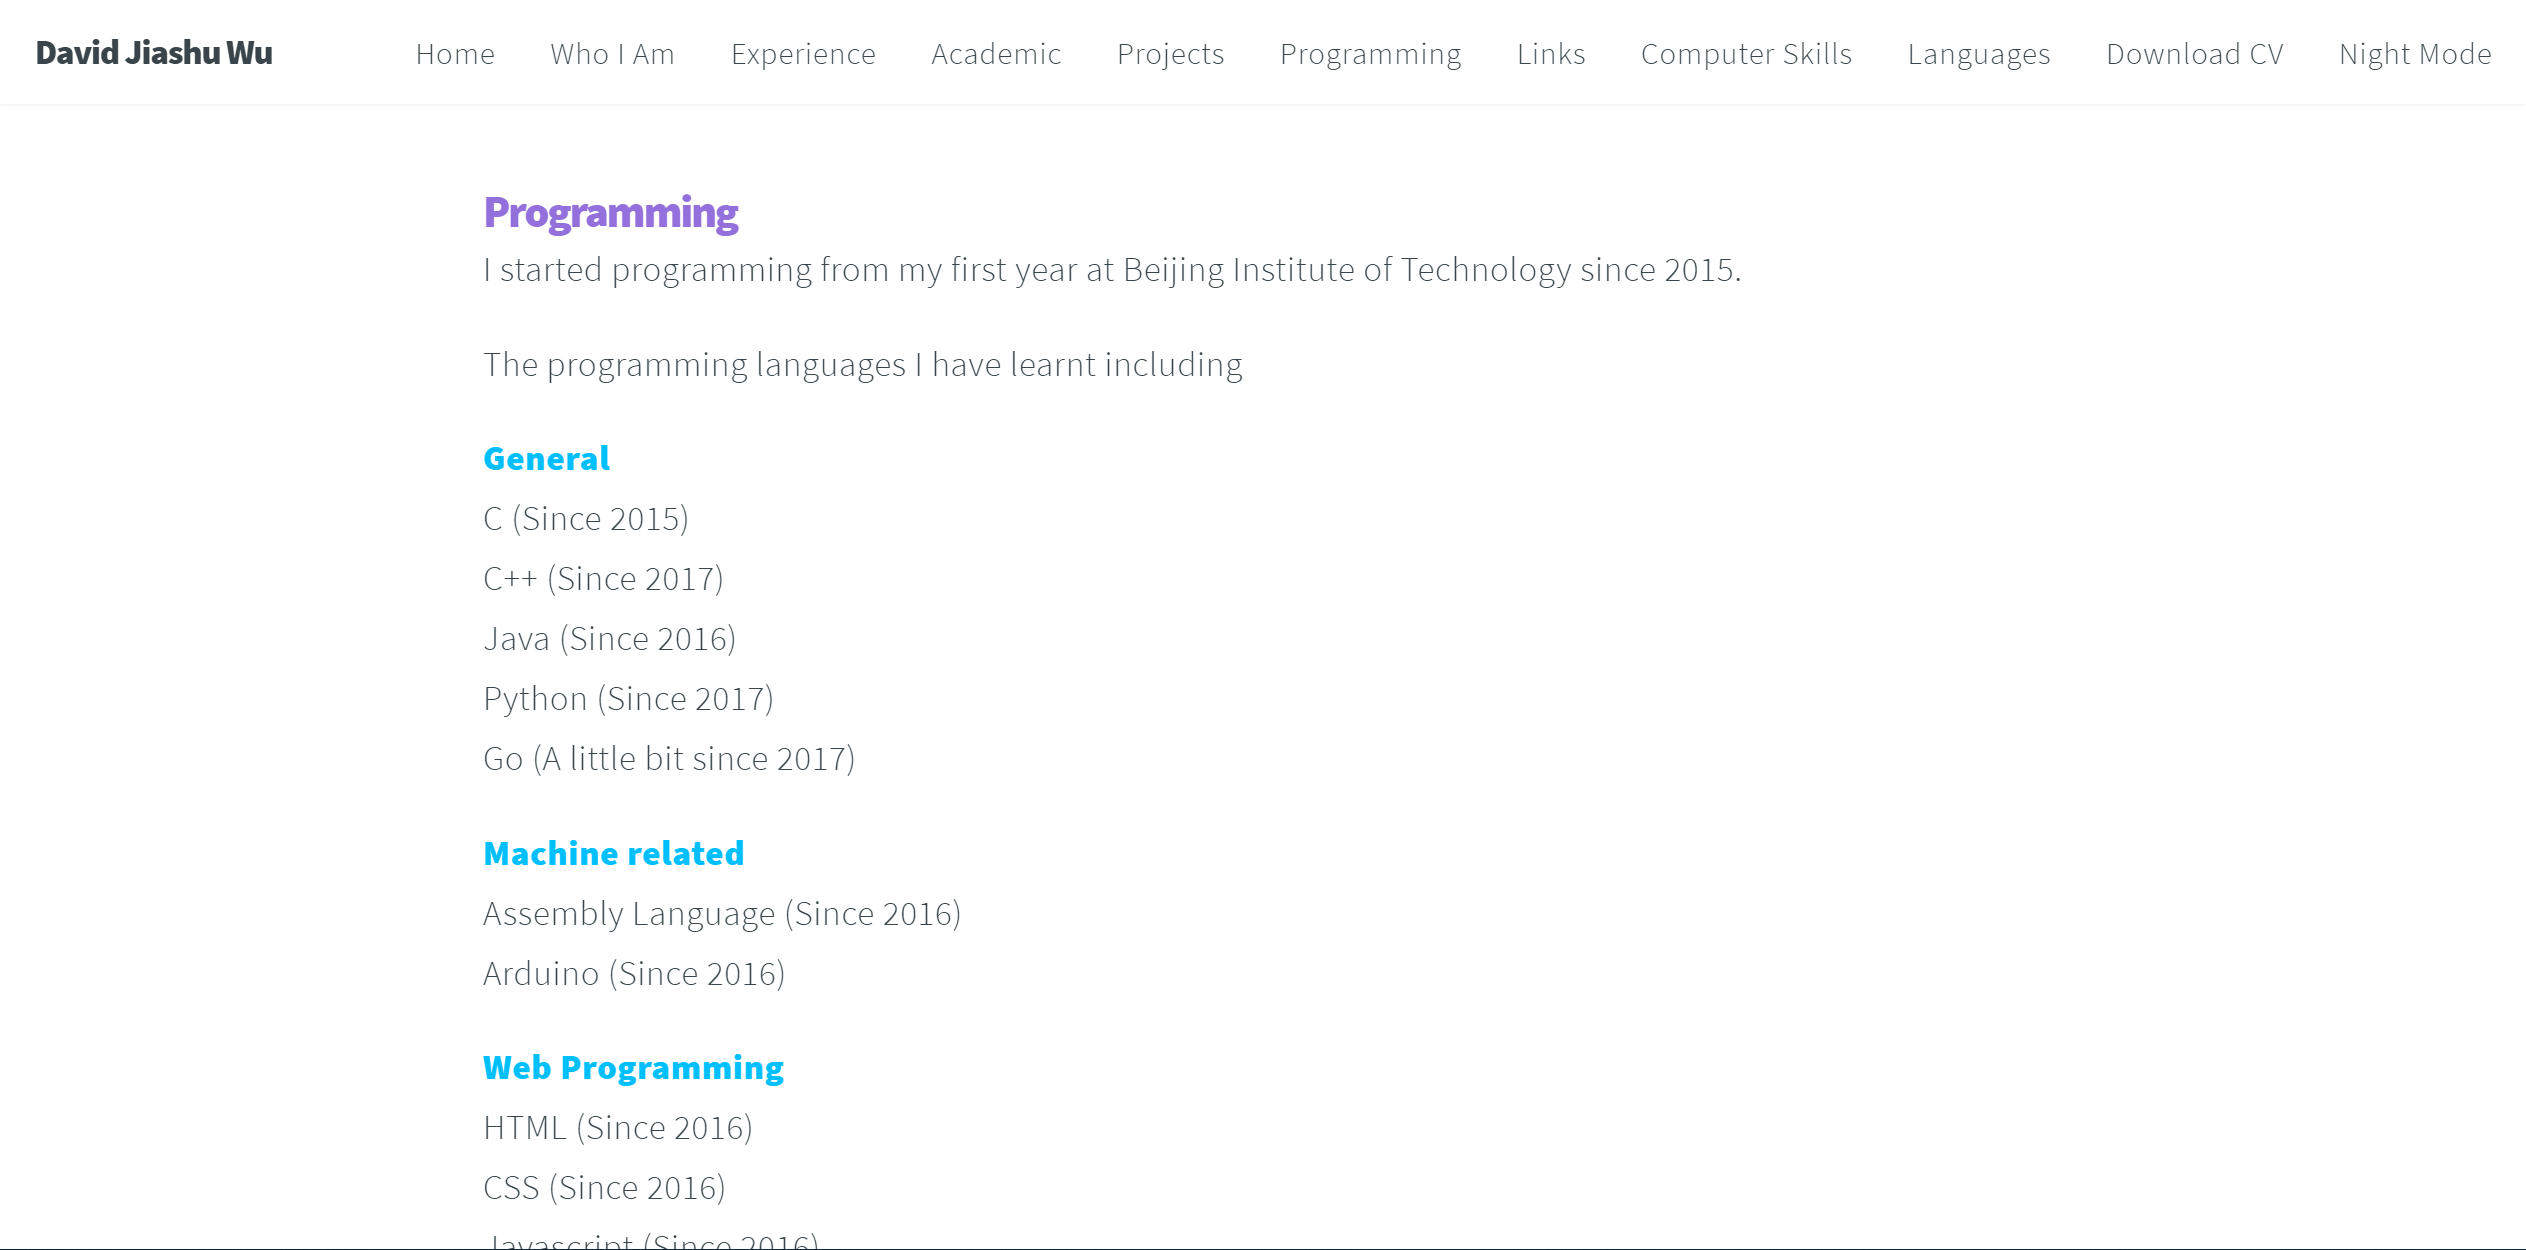 David Jiashu Wu
Home Who I Am Experience Academic Projects Programming Links Computer Skills Languages Download CV Night Mode
Programming
I started programming from my first year at Beijing Institute of Technology since 2015.
The programming languages I have learnt including
General
C (Since 2015)
C++ (Since 2017)
Java (Since 2016)
Python (Since 2017)
Go (A little bit since 2017)
Machine related
Assembly Language (Since 2016)
Arduino (Since 2016)
Web Programming
HTML (Since 2016)
CSS (Since 2016)
Javascript (Since 2016)